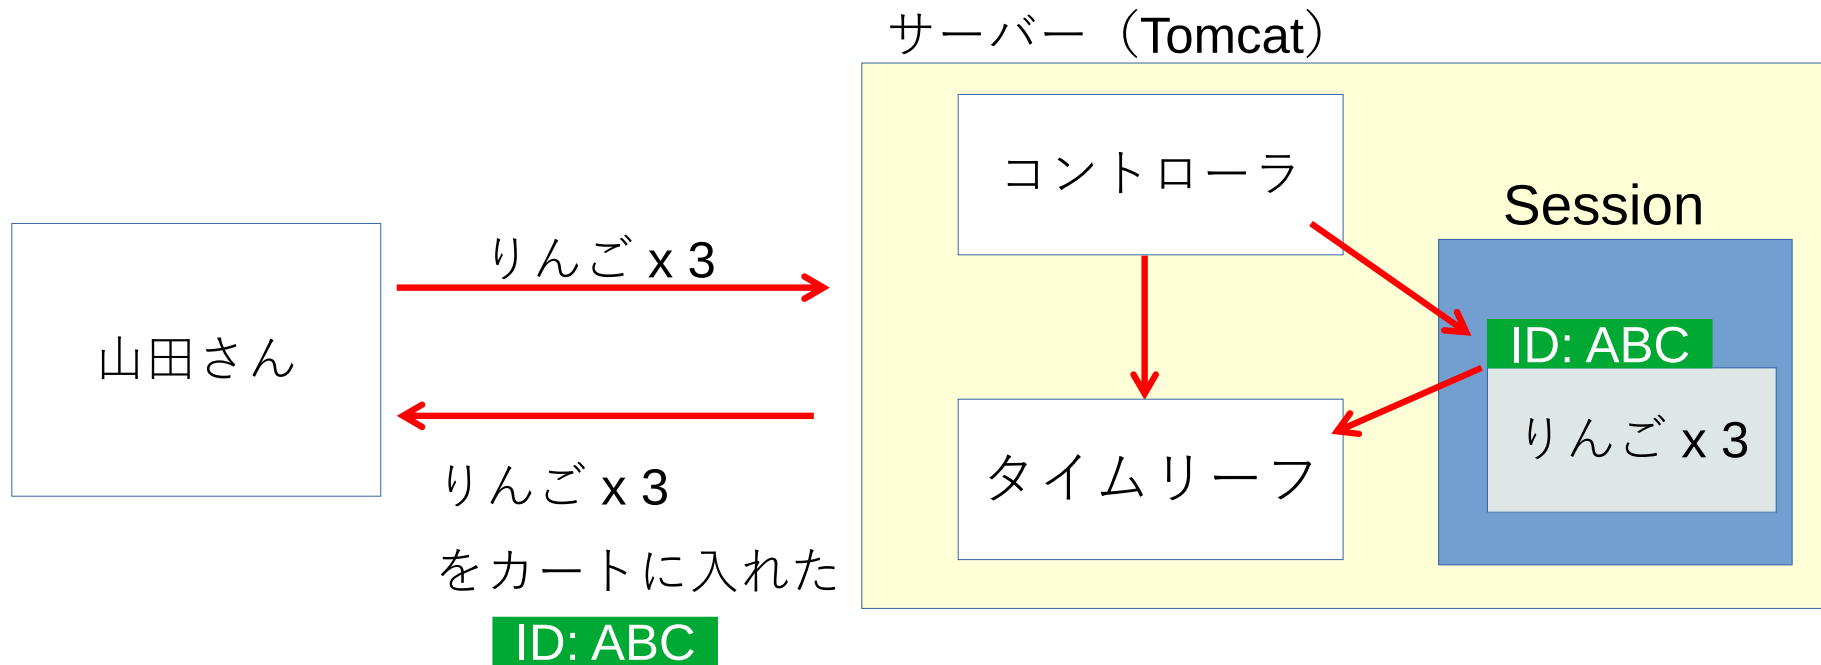 サーバー（Tomcat）
コントローラ
Session
りんご x 3
山田さん
ID: ABC
りんご x 3
タイムリーフ
りんご x 3
をカートに入れた
ID: ABC